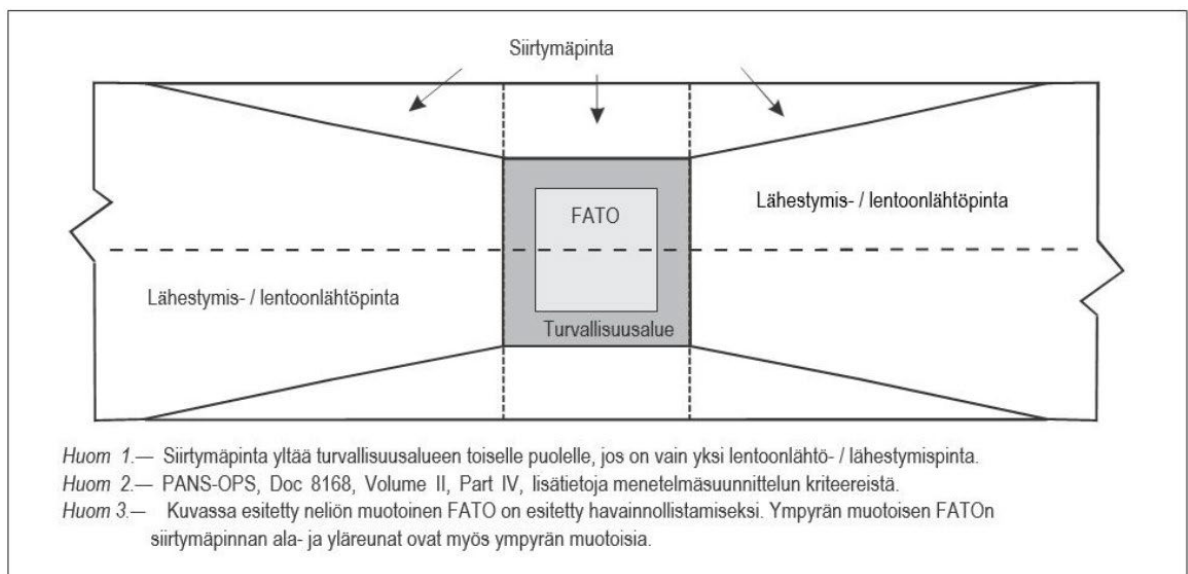 Siirtymäpinta
Lähestymis- / lentoonlähtöpinta
FATO
Lähestymis- / lentoonlähtöpinta
Turvallisuusalue
Huom 1.— Siirtymäpinta yltää turvallisuusalueen toiselle puolelle, jos on vain yksi lentoonlähtö- / lähestymispinta.
Huom 2.— PANS-OPS, Doc 8168, Volume II, Part IV, lisätietoja menetelmäsuunnittelun kriteereistä.
Huom 3.— Kuvassa esitetty neliön muotoinen FATO on esitetty havainnollistamiseksi. Ympyrän muotoisen FATOn
siirtymäpinnan ala- ja yläreunat ovat myös ympyrän muotoisia.